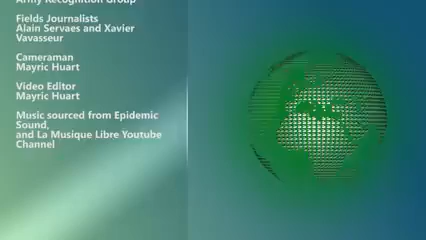 Army Recognition Group
Fields Journalists
Alain Servaes and Xavier
Vavasseur
Cameraman
Mayric Huart
Video Editor
Mayric Huart
Music sourced from Epidemic
Sound,
and La Musique Libre Youtube
Channel